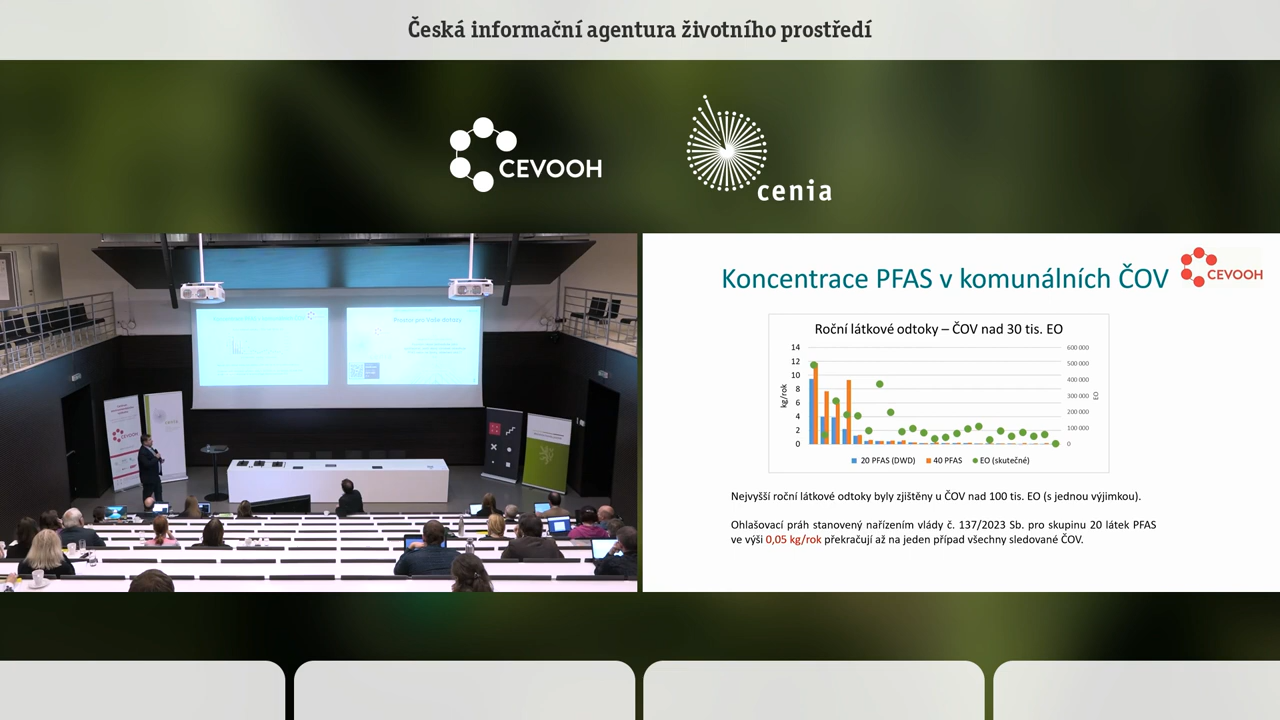 Česká informační agentura životního prostředí
CEVOOH
cenia
Koncentrace PFAS v komunálních ČOV
CEVOOH
Roční látkové odtoky – ČOV nad 30 tis. EO
14
12
10
8
6
4
2
0
kg/rok
600 000
500 000
400 000
300 000
200 000
100 000
0
EO
20 PFAS (DWD)
40 PFAS
EO (skutečné)
Nejvyšší roční látkové odtoky byly zjištěny u ČOV nad 100 tis. EO (s jednou výjimkou).
Ohlašovací práh stanovený nařízením vlády č. 137/2023 Sb. pro skupinu 20 látek PFAS
ve výši 0,05 kg/rok překračují až na jeden případ všechny sledované ČOV.
cenia
CEVOOH